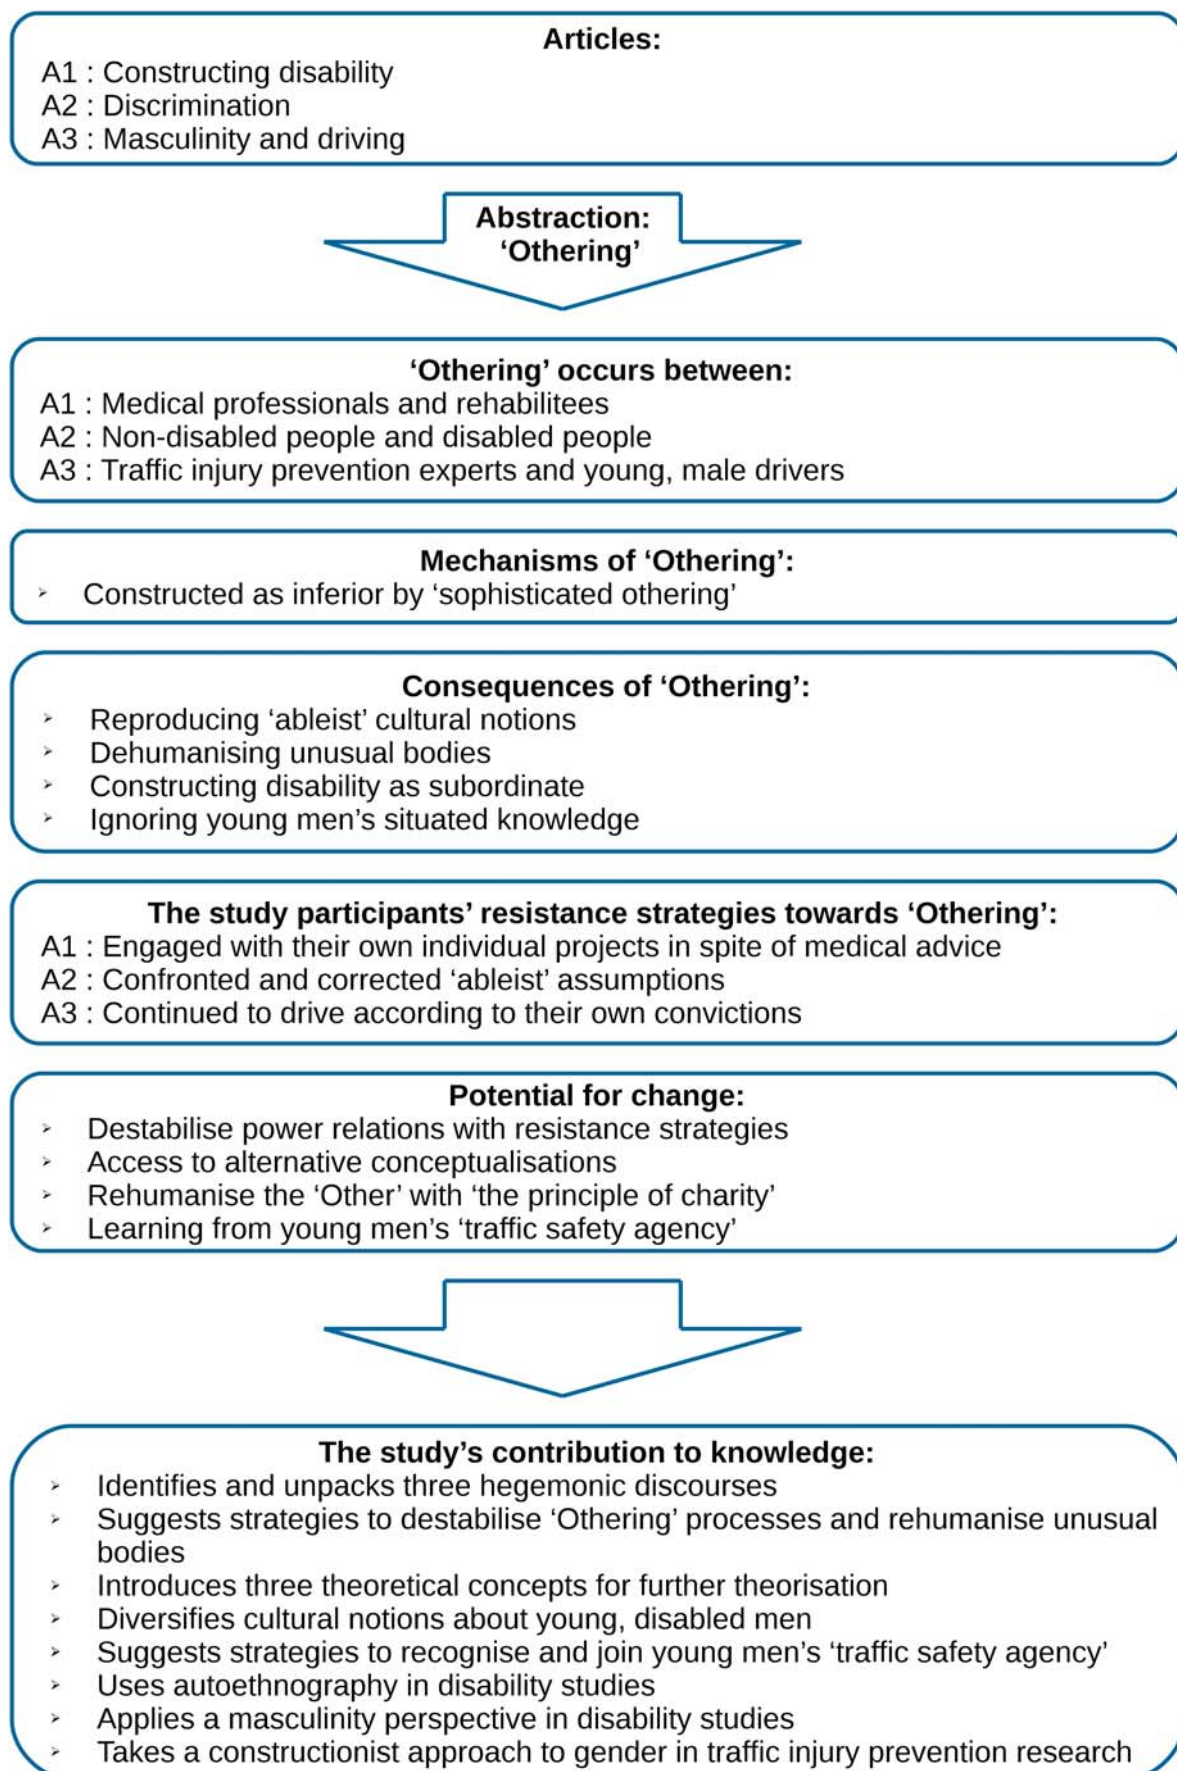 Articles:
A1 : Constructing disability
A2 : Discrimination
A3 : Masculinity and driving
Abstraction:
‘Othering’
‘Othering’ occurs between:
A1 : Medical professionals and rehabilitees
A2 : Non-disabled people and disabled people
A3 : Traffic injury prevention experts and young, male drivers
Mechanisms of ‘Othering’:
➢ Constructed as inferior by ‘sophisticated othering’
Consequences of ‘Othering’:
➢ Reproducing ‘ableist’ cultural notions
➢ Dehumanising unusual bodies
➢ Constructing disability as subordinate
➢ Ignoring young men’s situated knowledge
The study participants’ resistance strategies towards ‘Othering’:
A1 : Engaged with their own individual projects in spite of medical advice
A2 : Confronted and corrected ‘ableist’ assumptions
A3 : Continued to drive according to their own convictions
Potential for change:
➢ Destabilise power relations with resistance strategies
➢ Access to alternative conceptualisations
➢ Rehumanise the ‘Other’ with ‘the principle of charity’
➢ Learning from young men’s ‘traffic safety agency’
The study’s contribution to knowledge:
➢ Identifies and unpacks three hegemonic discourses
➢ Suggests strategies to destabilise ‘Othering’ processes and rehumanise unusual
bodies
➢ Introduces three theoretical concepts for further theorisation
➢ Diversifies cultural notions about young, disabled men
➢ Suggests strategies to recognise and join young men’s ‘traffic safety agency’
➢ Uses autoethnography in disability studies
➢ Applies a masculinity perspective in disability studies
➢ Takes a constructionist approach to gender in traffic injury prevention research